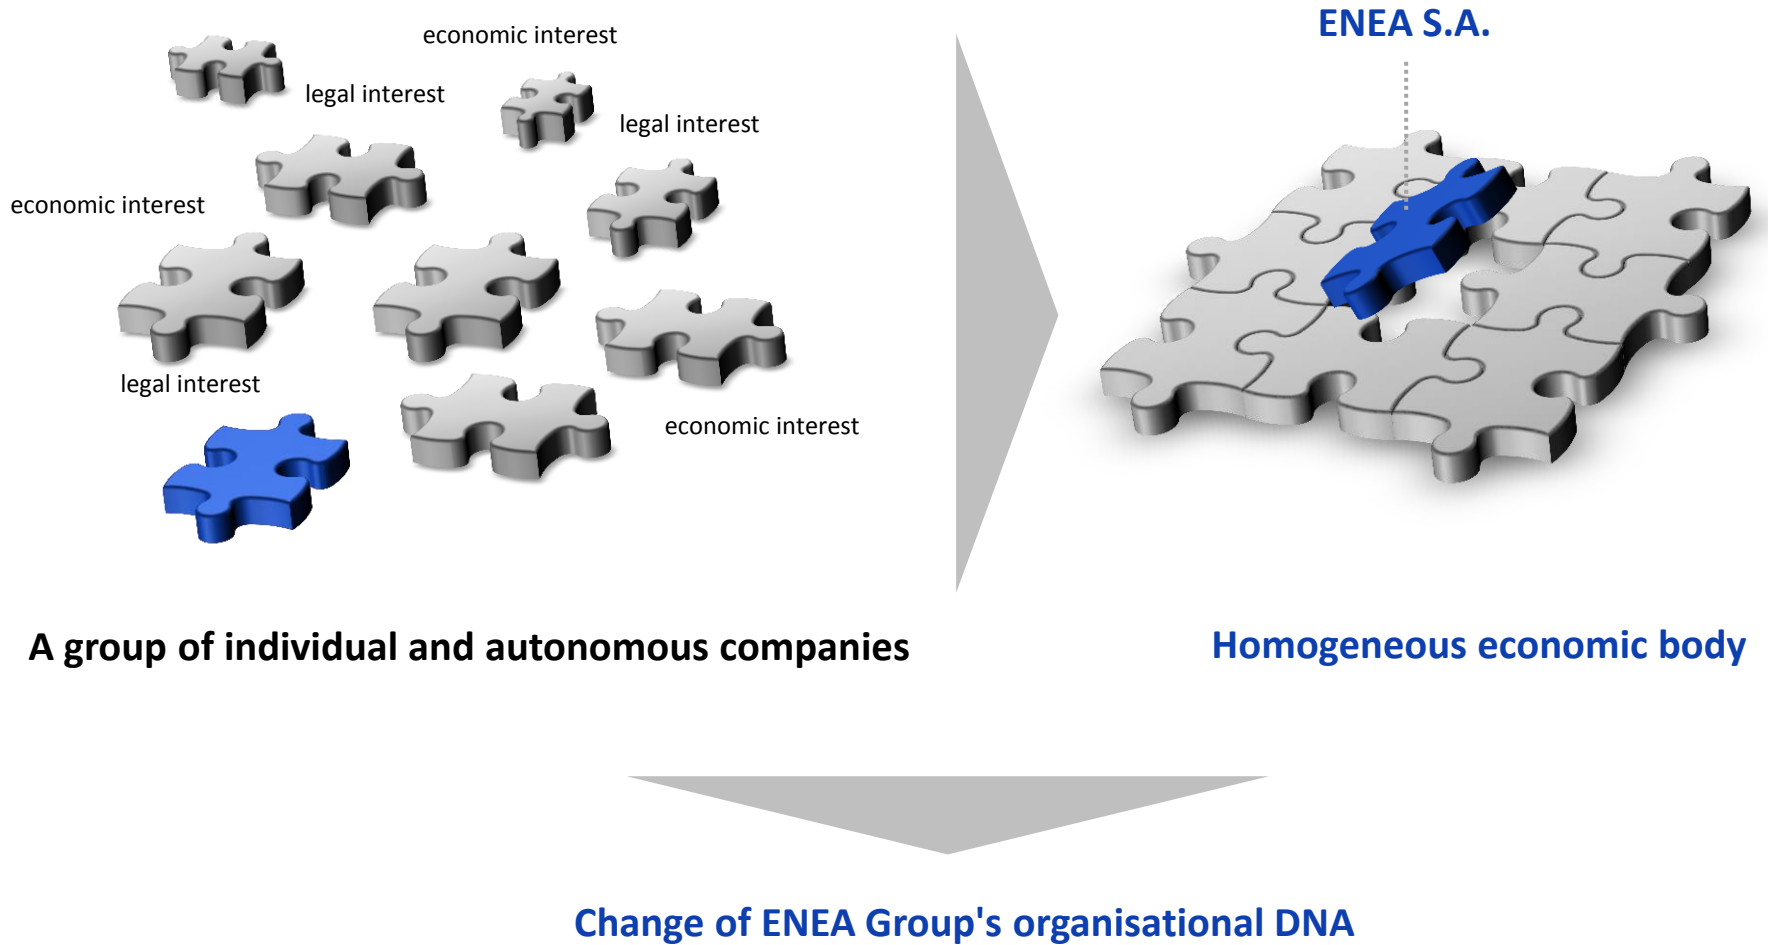 economic interest
legal interest
legal interest
economic interest
legal interest
economic interest
ENEA S.A.
A group of individual and autonomous companies
Homogeneous economic body
Change of ENEA Group's organisational DNA